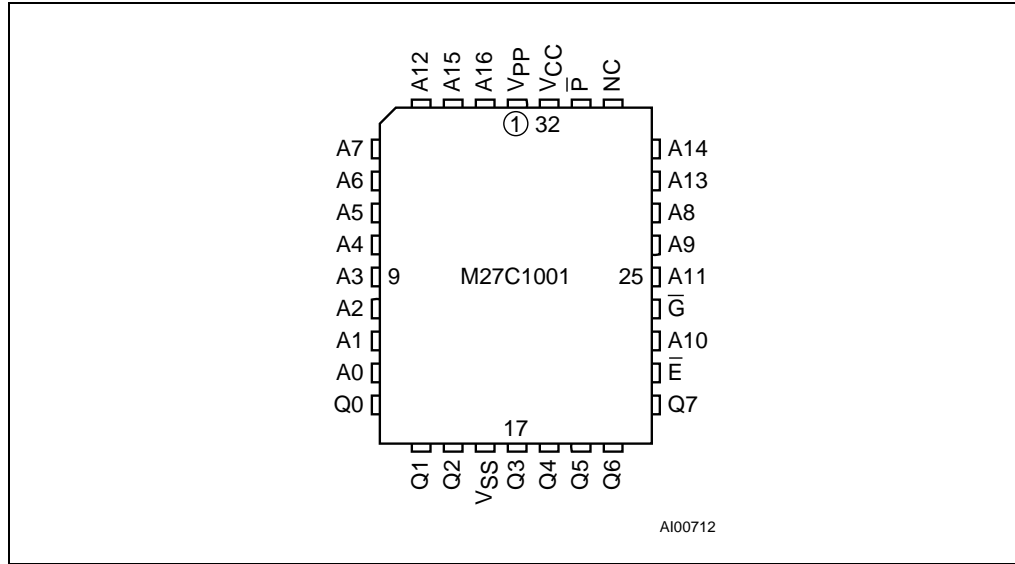 A12 A15 A16 VPP VCC P̅ NC
① 32
A7 A14
A6 A13
A5 A8
A4 A9
A3 9 M27C1001 25 A11
A2 G̅
A1 A10
A0 E̅
Q0 Q7
17
Q1 Q2 VSS Q3 Q4 Q5 Q6
AI00712